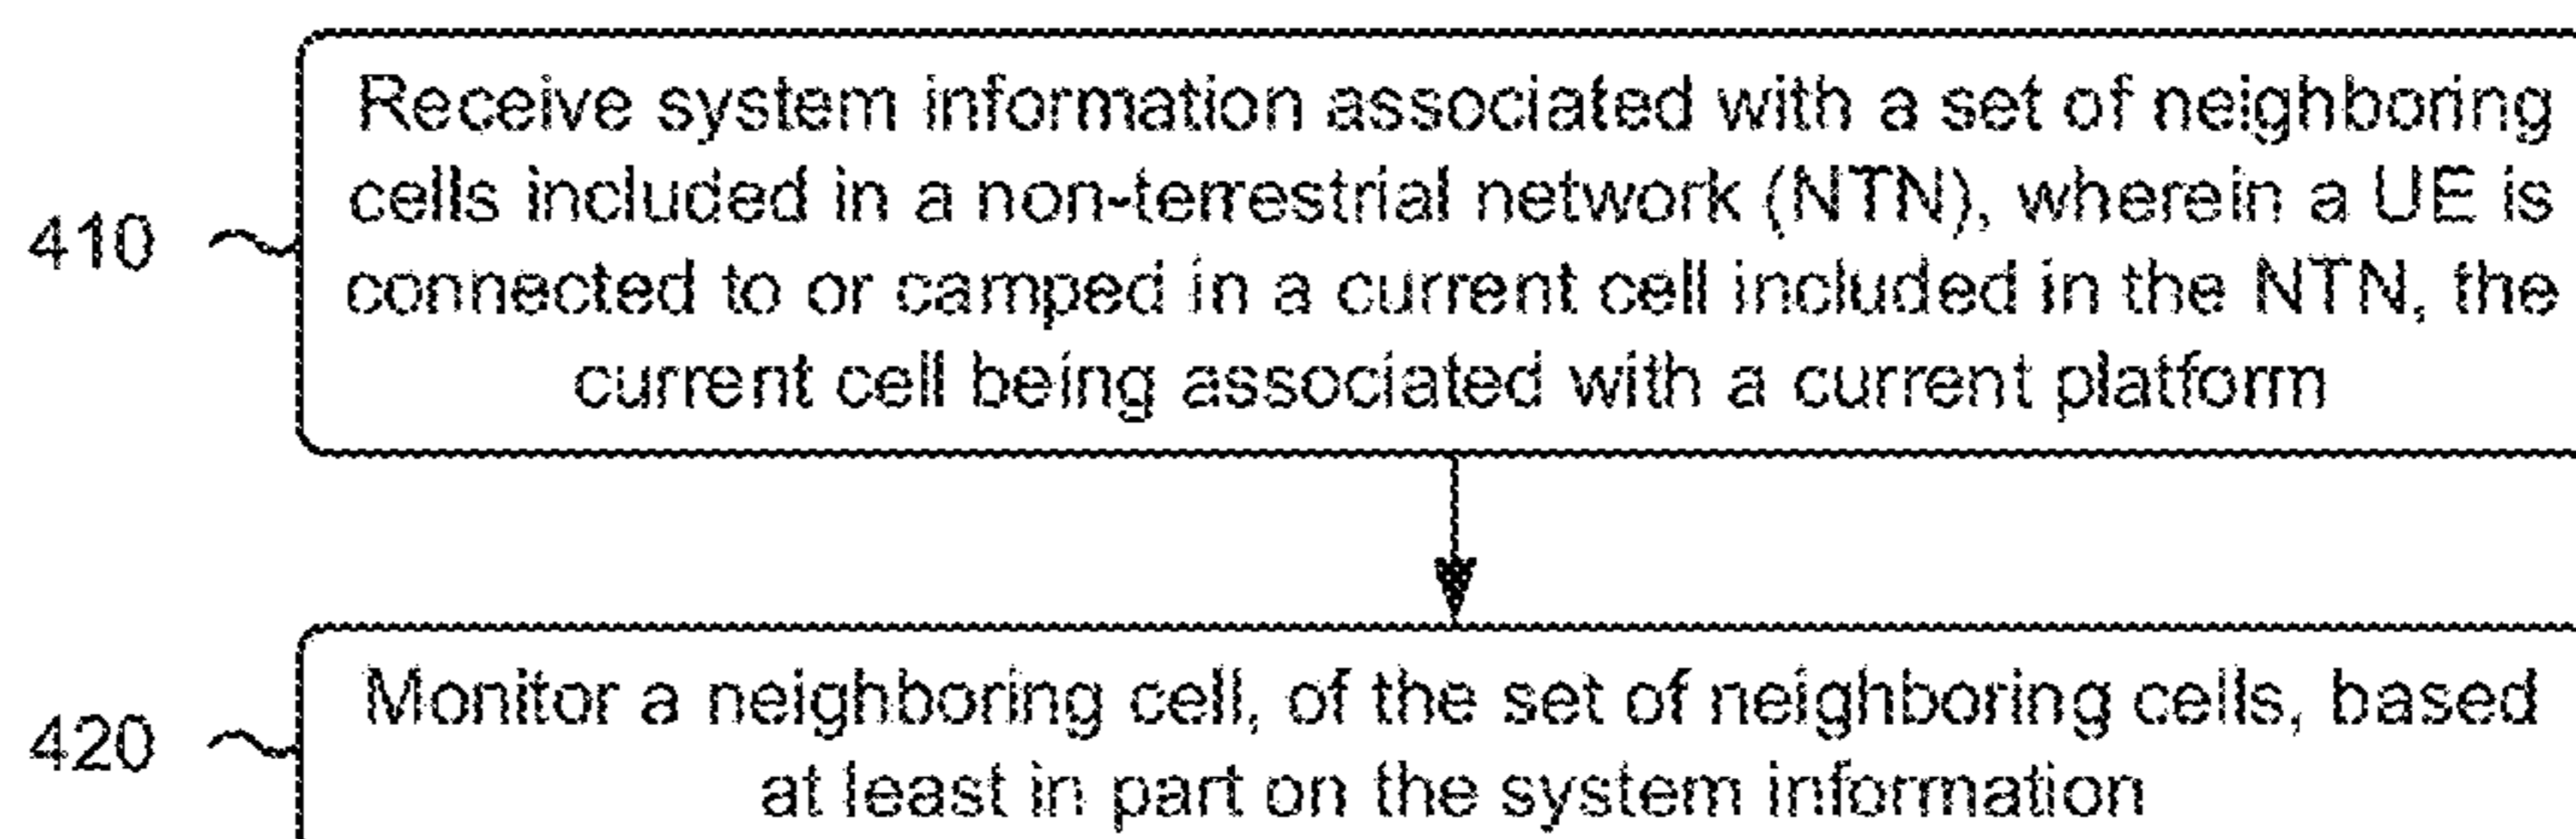 Receive system information associated with a set of neighboring
cells included in a non-terrestrial network (NTN), wherein a UE is
410
connected to or camped in a current cell included in the NTN, the
current cell being associated with a current platform
Monitor a neighboring cell, of the set of neighboring cells, based
420
at least in part on the system information